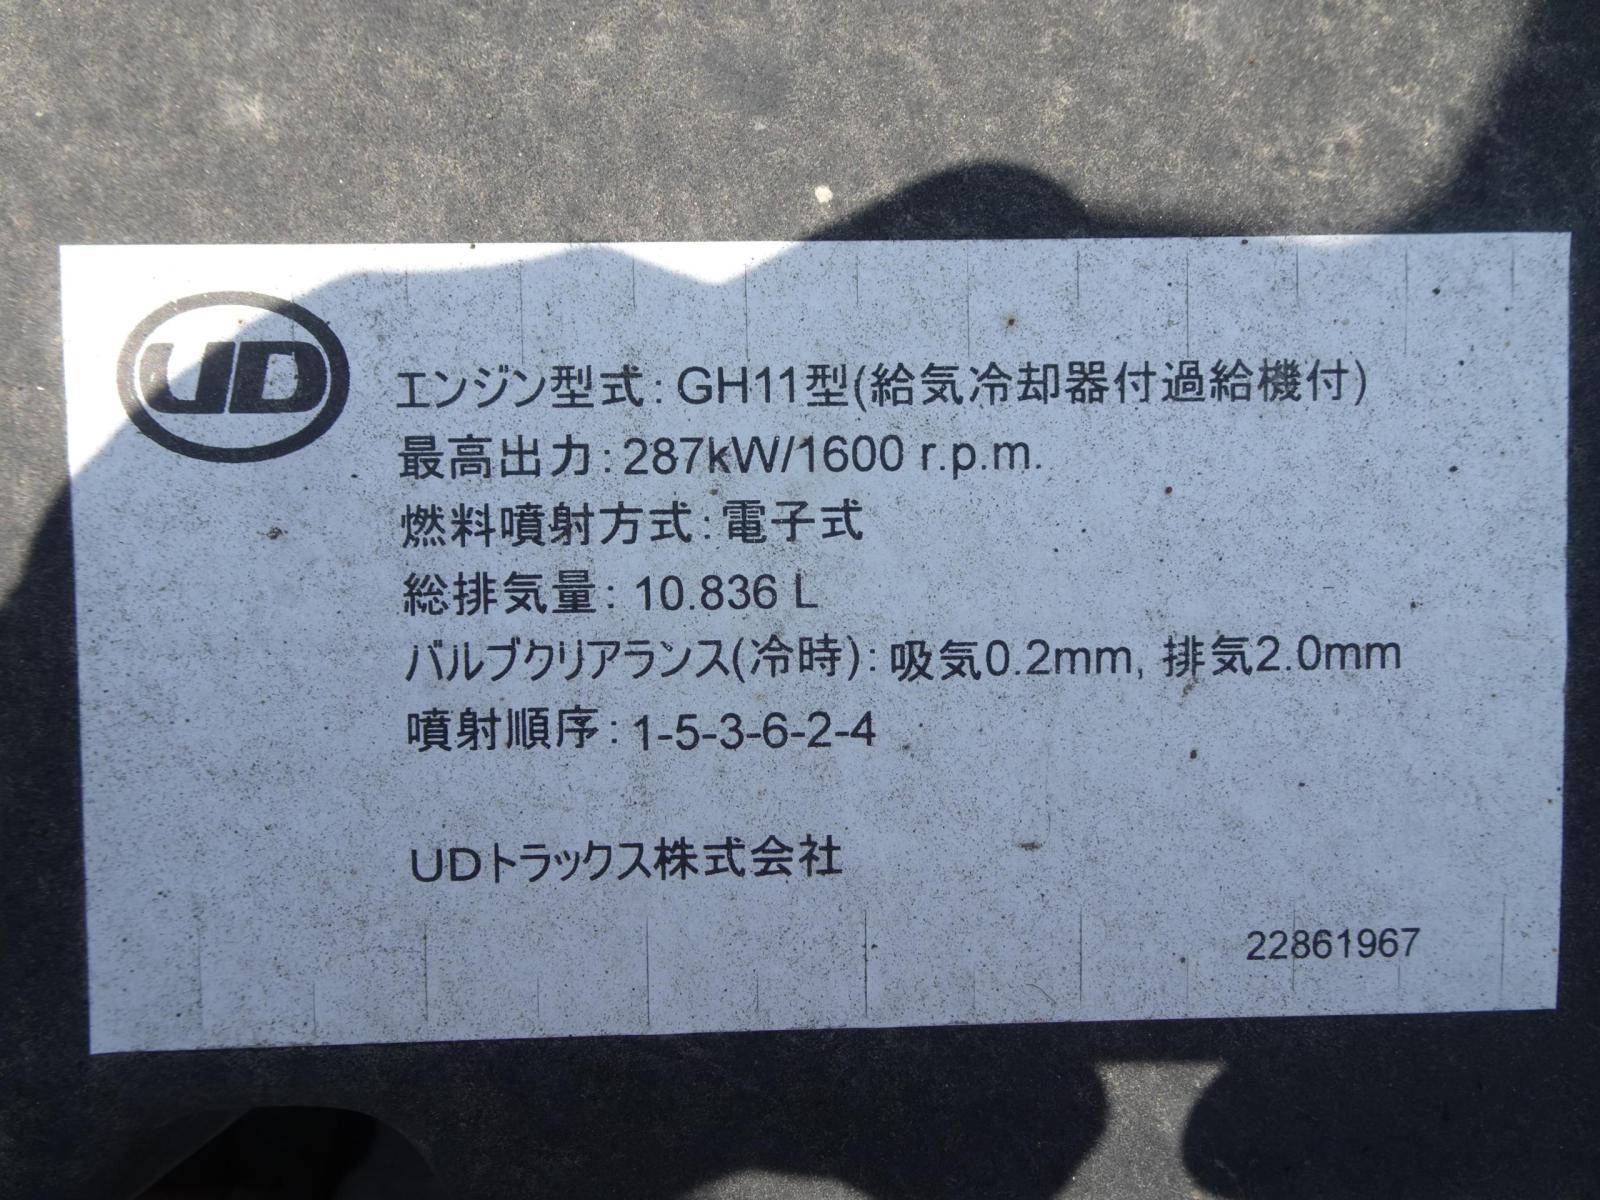 UD
エンジン型式: GH11型(給気冷却器付過給機付)
最高出力: 287kW/1600 r.p.m.
燃料噴射方式: 電子式
総排気量: 10.836 L
バルブクリアランス(冷時): 吸気0.2mm, 排気2.0mm
噴射順序: 1-5-3-6-2-4
UDトラックス株式会社
22861967